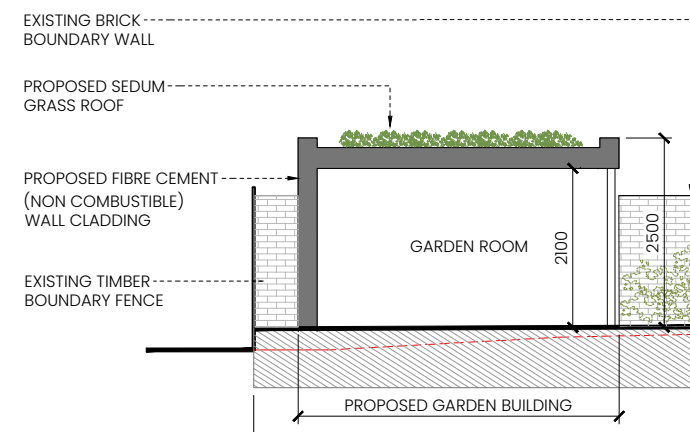 EXISTING BRICK
BOUNDARY WALL
PROPOSED SEDUM
GRASS ROOF
PROPOSED FIBRE CEMENT
(NON COMBUSTIBLE)
WALL CLADDING
EXISTING TIMBER
BOUNDARY FENCE
GARDEN ROOM
2100
2500
PROPOSED GARDEN BUILDING